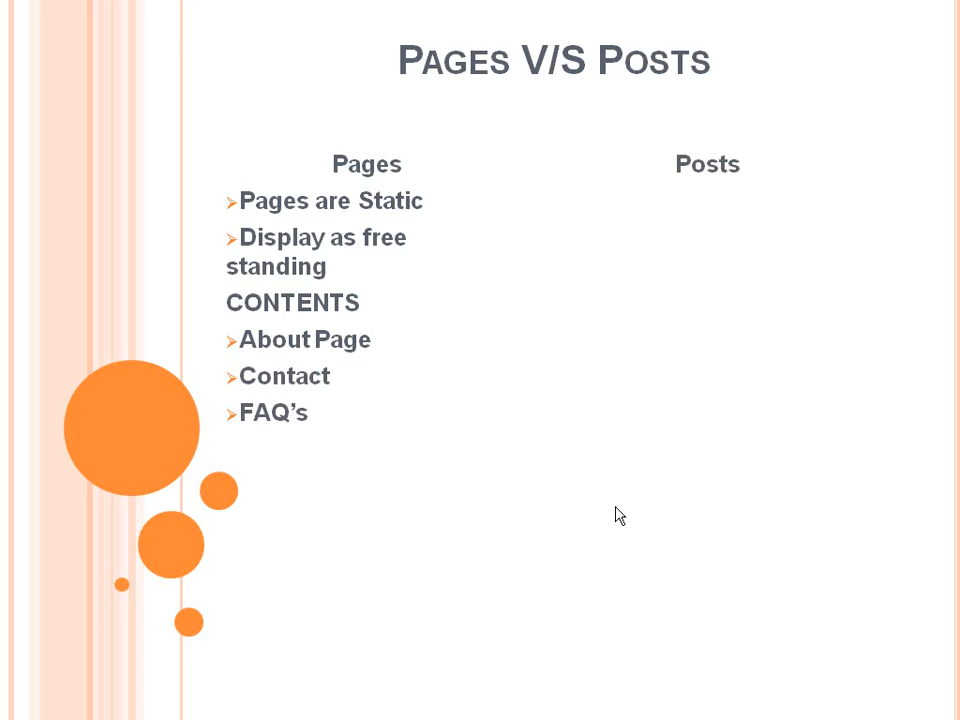 PAGES V/S POSTS
Pages
Posts
Pages are Static
Display as free
standing
CONTENTS
About Page
Contact
FAQ's